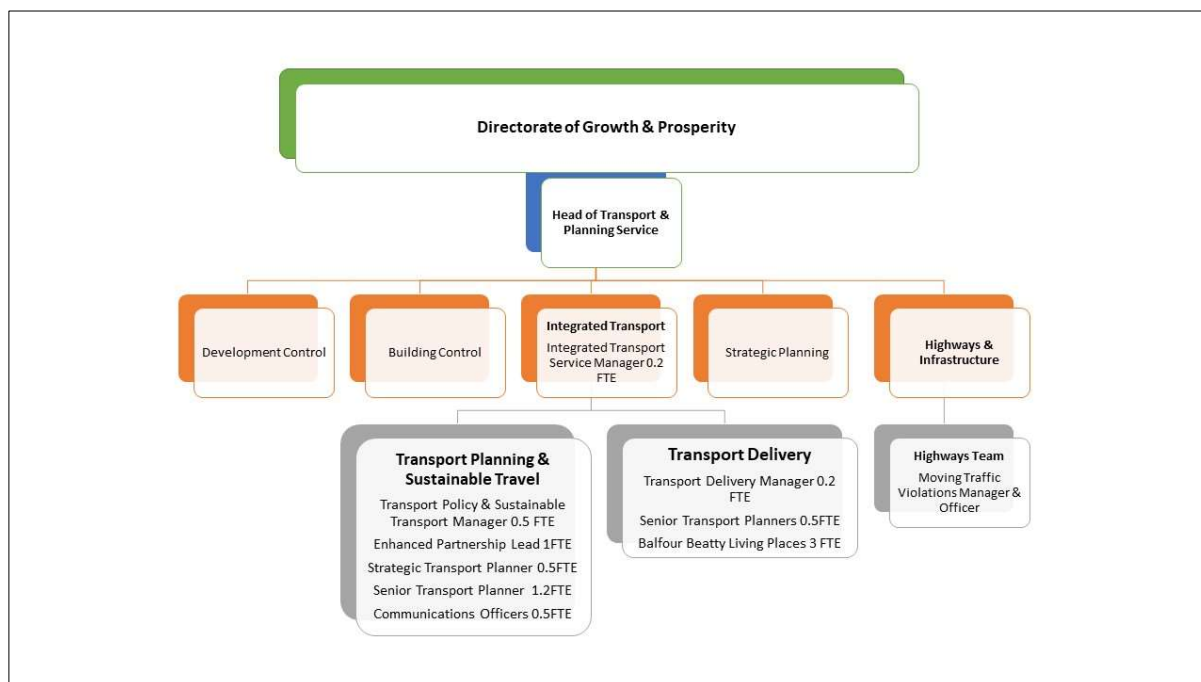 Directorate of Growth & Prosperity
Head of Transport &
Planning Service
Development Control
Building Control
Integrated Transport
Integrated Transport
Service Manager 0.2
FTE
Strategic Planning
Highways &
Infrastructure
Transport Planning &
Sustainable Travel
Transport Policy & Sustainable
Transport Manager 0.5 FTE
Enhanced Partnership Lead 1FTE
Strategic Transport Planner 0.5FTE
Senior Transport Planner 1.2FTE
Communications Officers 0.5FTE
Transport Delivery
Transport Delivery Manager 0.2
FTE
Senior Transport Planners 0.5FTE
Balfour Beatty Living Places 3 FTE
Highways Team
Moving Traffic
Violations Manager &
Officer